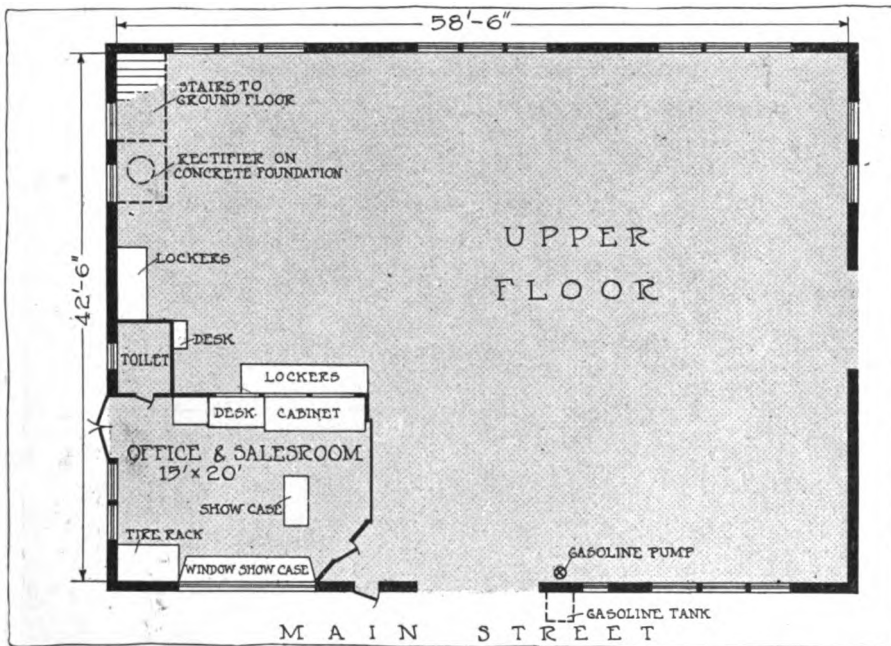 58'-6"
STAIRS TO
GROUND FLOOR
RECTIFIER ON
CONCRETE FOUNDATION
UPPER
FLOOR
LOCKERS
42'-6"
DESK
TOILET
LOCKERS
DESK
CABINET
OFFICE & SALESROOM
15' x 20'
SHOW CASE
TIRE RACK
WINDOW SHOW CASE
GASOLINE PUMP
GASOLINE TANK
MAIN STREET